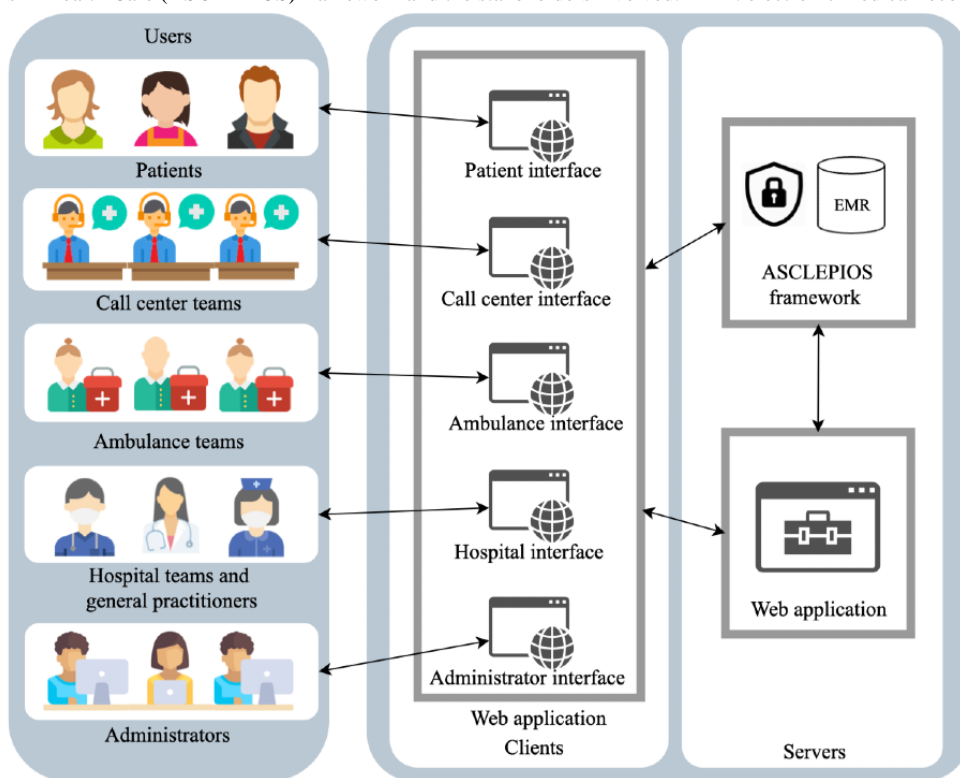 Users
Patients
Call center teams
Ambulance teams
Hospital teams and
general practitioners
Administrators
Patient interface
Call center interface
Ambulance interface
Hospital interface
Administrator interface
Web application
Clients
EMR
ASCLEPIOS
framework
Web application
Servers